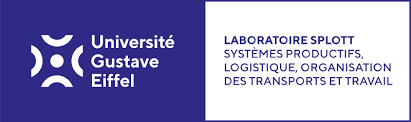 Université
Gustave
Eiffel
LABORATOIRE SPLOTT
SYSTÈMES PRODUCTIFS,
LOGISTIQUE, ORGANISATION
DES TRANSPORTS ET TRAVAIL